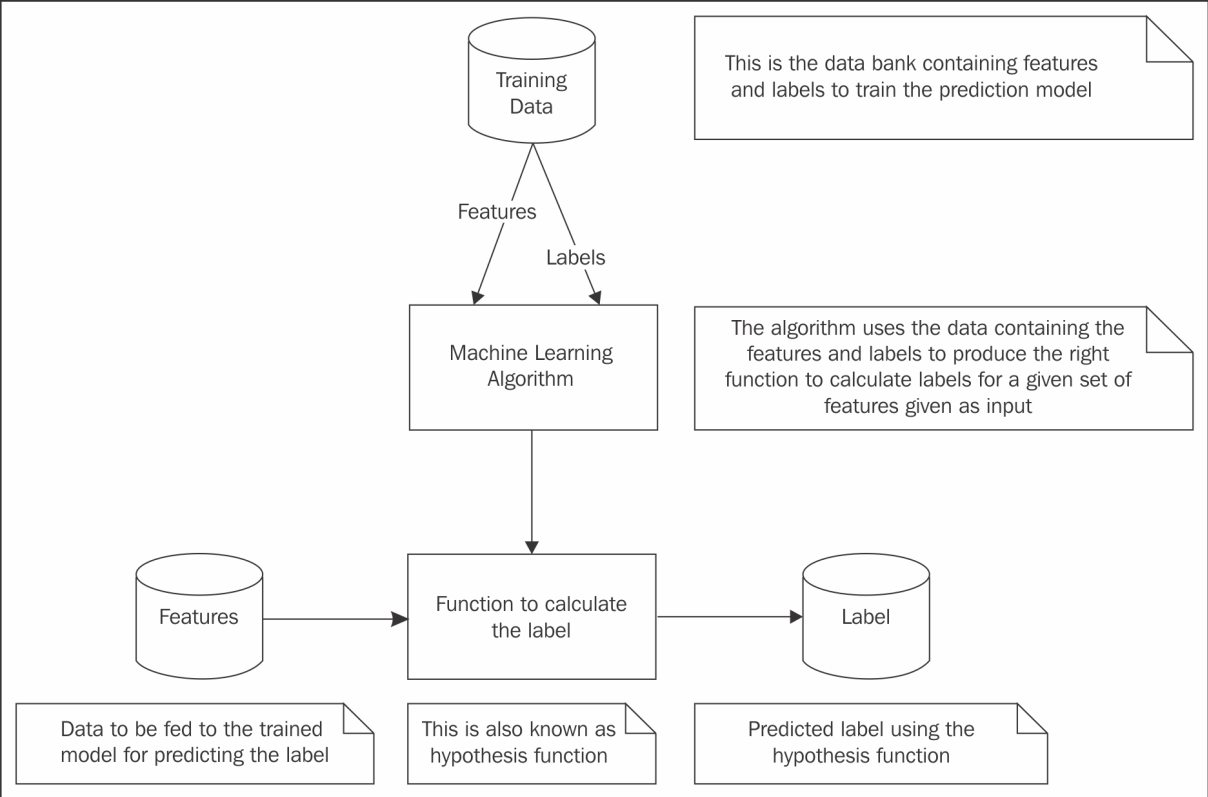 Training
Data
This is the data bank containing features
and labels to train the prediction model
Features
Labels
Machine Learning
Algorithm
The algorithm uses the data containing the
features and labels to produce the right
function to calculate labels for a given set of
features given as input
Features
Function to calculate
the label
Label
Data to be fed to the trained
model for predicting the label
This is also known as
hypothesis function
Predicted label using the
hypothesis function